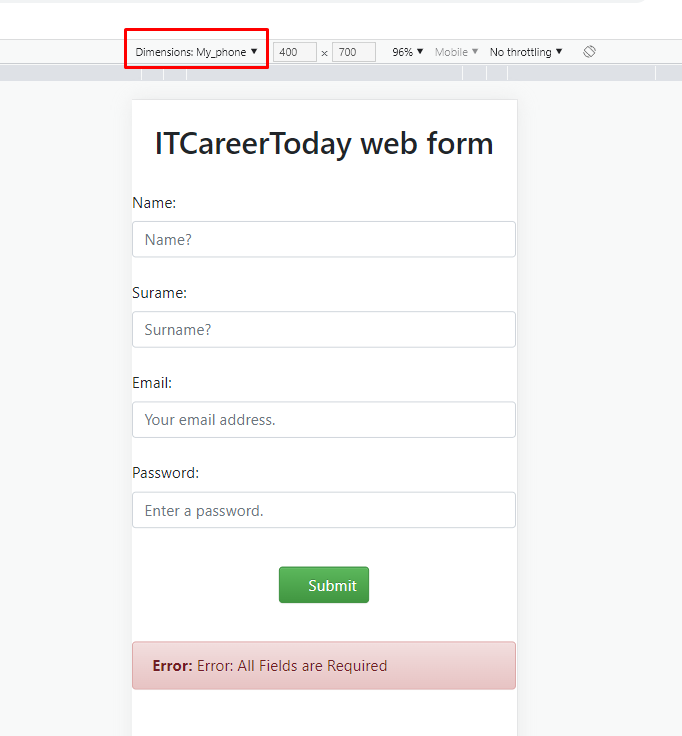 Dimensions: My_phone ▼ 400 x 700 96% ▼ Mobile ▼ No throttling ▼
ITCareerToday web form
Name:
Name?
Surame:
Surname?
Email:
Your email address.
Password:
Enter a password.
Submit
Error: Error: All Fields are Required